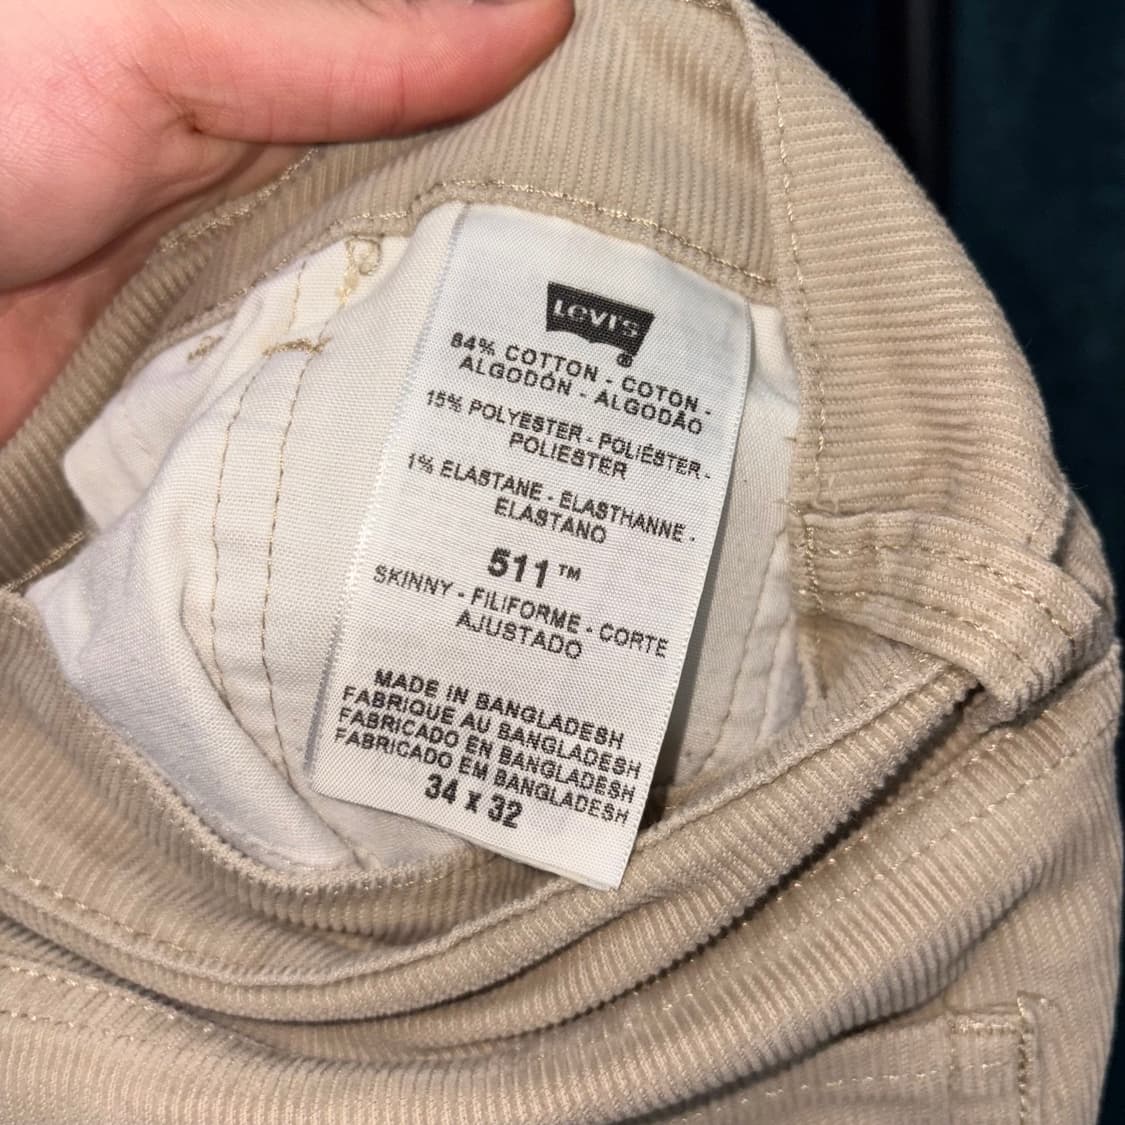 Levi's
®
84% COTTON - COTON -
ALGODÓN - ALGODÃO
15% POLYESTER - POLIÉSTER -
POLIESTER
1% ELASTANE - ÉLASTHANNE -
ELASTANO
511™
SKINNY - FILIFORME - CORTE
AJUSTADO
MADE IN BANGLADESH
FABRIQUE AU BANGLADESH
FABRICADO EN BANGLADESH
FABRICADO EM BANGLADESH
34 x 32